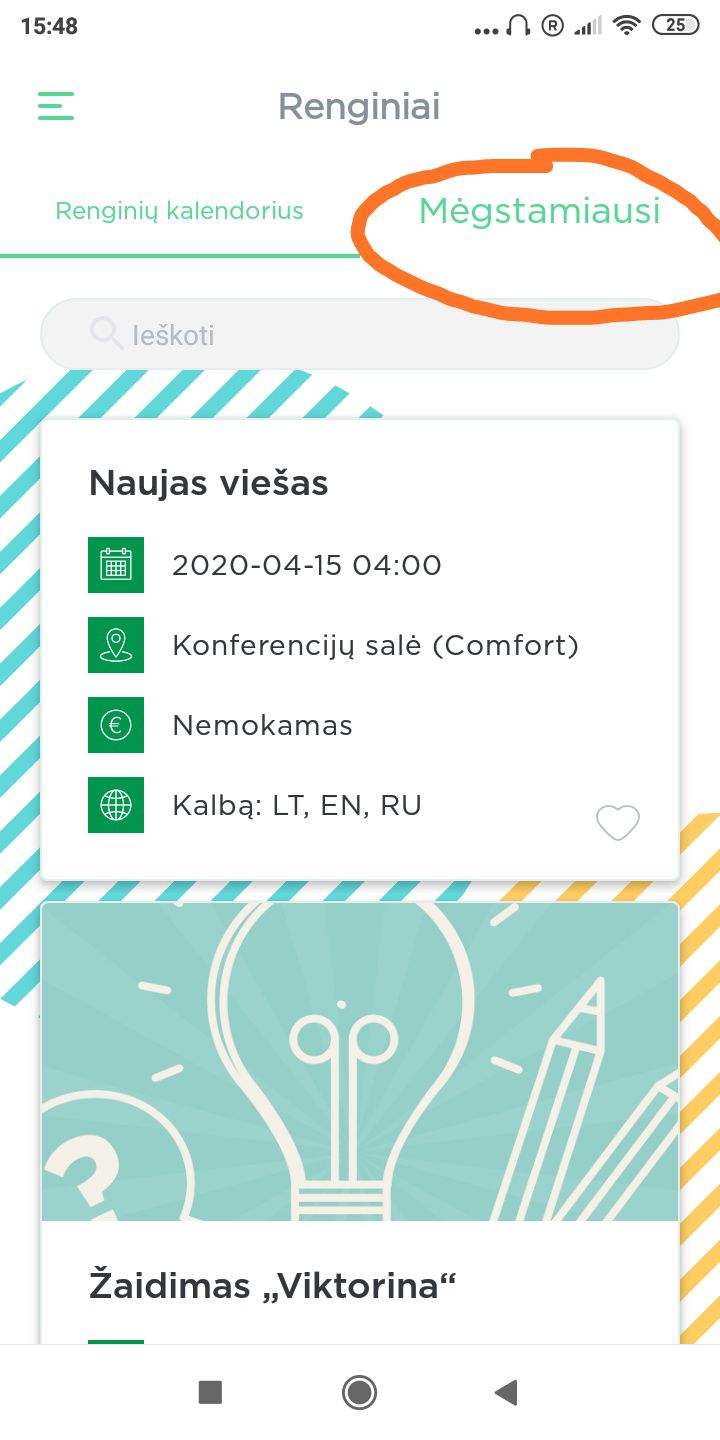 15:48
25
Renginiai
Renginių kalendorius
Mėgstamiausi
Ieškoti
Naujas viešas
2020-04-15 04:00
Konferencijų salė (Comfort)
€
Nemokamas
Kalbą: LT, EN, RU
?
Žaidimas „Viktorina“